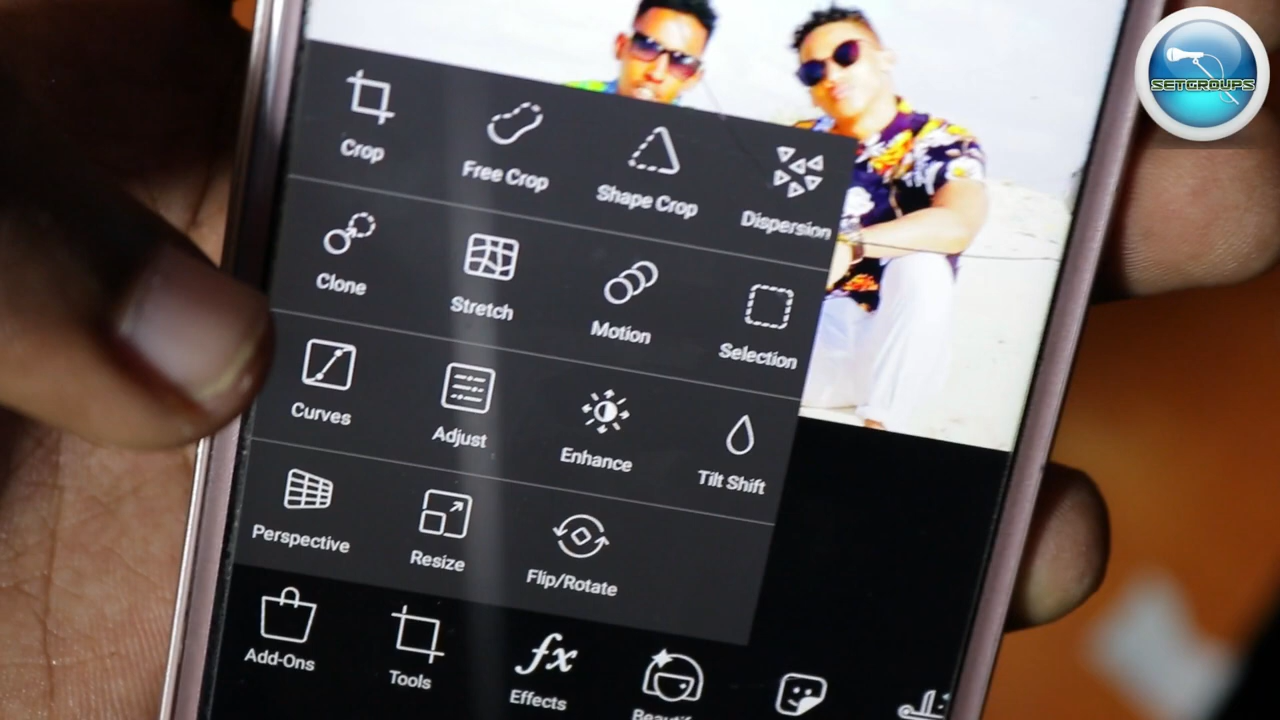 SETGROUPS
Crop
Free Crop
Shape Crop
Dispersion
Clone
Stretch
Motion
Selection
Curves
Adjust
Enhance
Tilt Shift
Perspective
Resize
Flip/Rotate
Add-Ons
Tools
fx
Effects